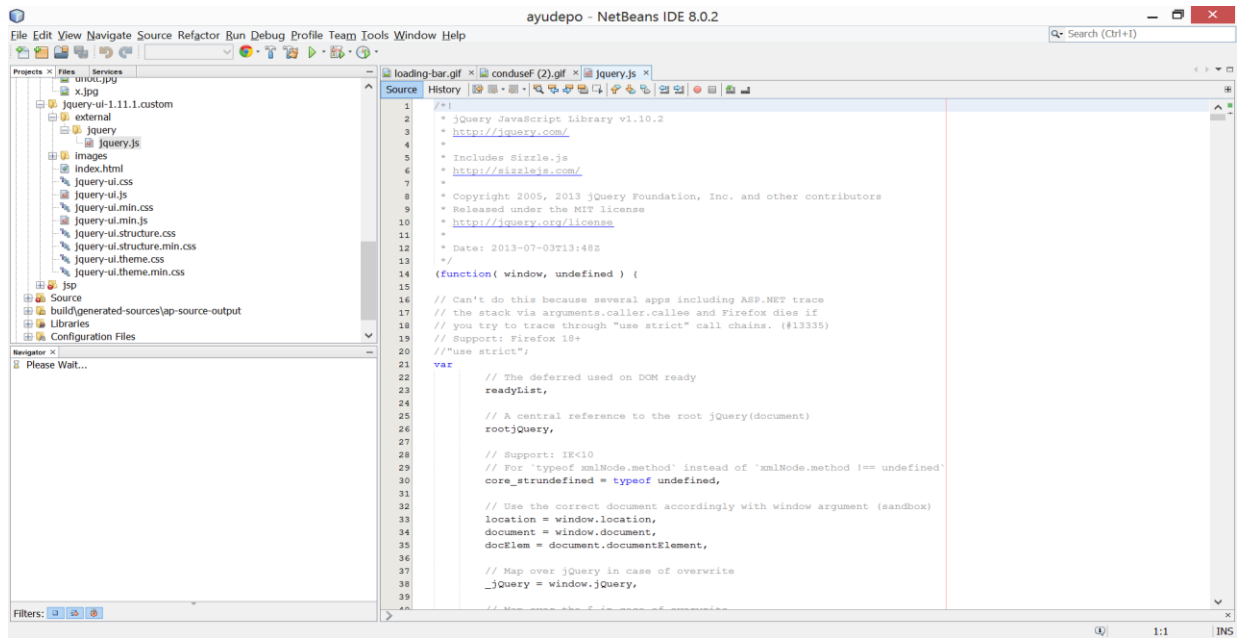 ayudepo - NetBeans IDE 8.0.2
File Edit View Navigate Source Refactor Run Debug Profile Team Tools Window Help
Search (Ctrl+I)
Projects × Files Services
loading-bar.gif × conduseF (2).gif × jquery.js ×
Source History
x.jpg
jquery-ui-1.11.1.custom
external
jquery
jquery.js
images
index.html
jquery-ui.css
jquery-ui.js
jquery-ui.min.css
jquery-ui.min.js
jquery-ui.structure.css
jquery-ui.structure.min.css
jquery-ui.theme.css
jquery-ui.theme.min.css
jsp
Source
build\generated-sources\ap-source-output
Libraries
Configuration Files
Navigator ×
Please Wait...
Filters:
1 /*!
2 * jQuery JavaScript Library v1.10.2
3 * http://jquery.com/
4 *
5 * Includes Sizzle.js
6 * http://sizzlejs.com/
7 *
8 * Copyright 2005, 2013 jQuery Foundation, Inc. and other contributors
9 * Released under the MIT license
10 * http://jquery.org/license
11 *
12 * Date: 2013-07-03T13:48Z
13 */
14 (function( window, undefined ) {
15
16 // Can't do this because several apps including ASP.NET trace
17 // the stack via arguments.caller.callee and Firefox dies if
18 // you try to trace through "use strict" call chains. (#13335)
19 // Support: Firefox 18+
20 //"use strict";
21 var
22 // The deferred used on DOM ready
23 readyList,
24
25 // A central reference to the root jQuery(document)
26 rootjQuery,
27
28 // Support: IE<10
29 // For `typeof xmlNode.method` instead of `xmlNode.method !== undefined`
30 core_strundefined = typeof undefined,
31
32 // Use the correct document accordingly with window argument (sandbox)
33 location = window.location,
34 document = window.document,
35 docElem = document.documentElement,
36
37 // Map over jQuery in case of overwrite
38 _jQuery = window.jQuery,
39
1:1 INS